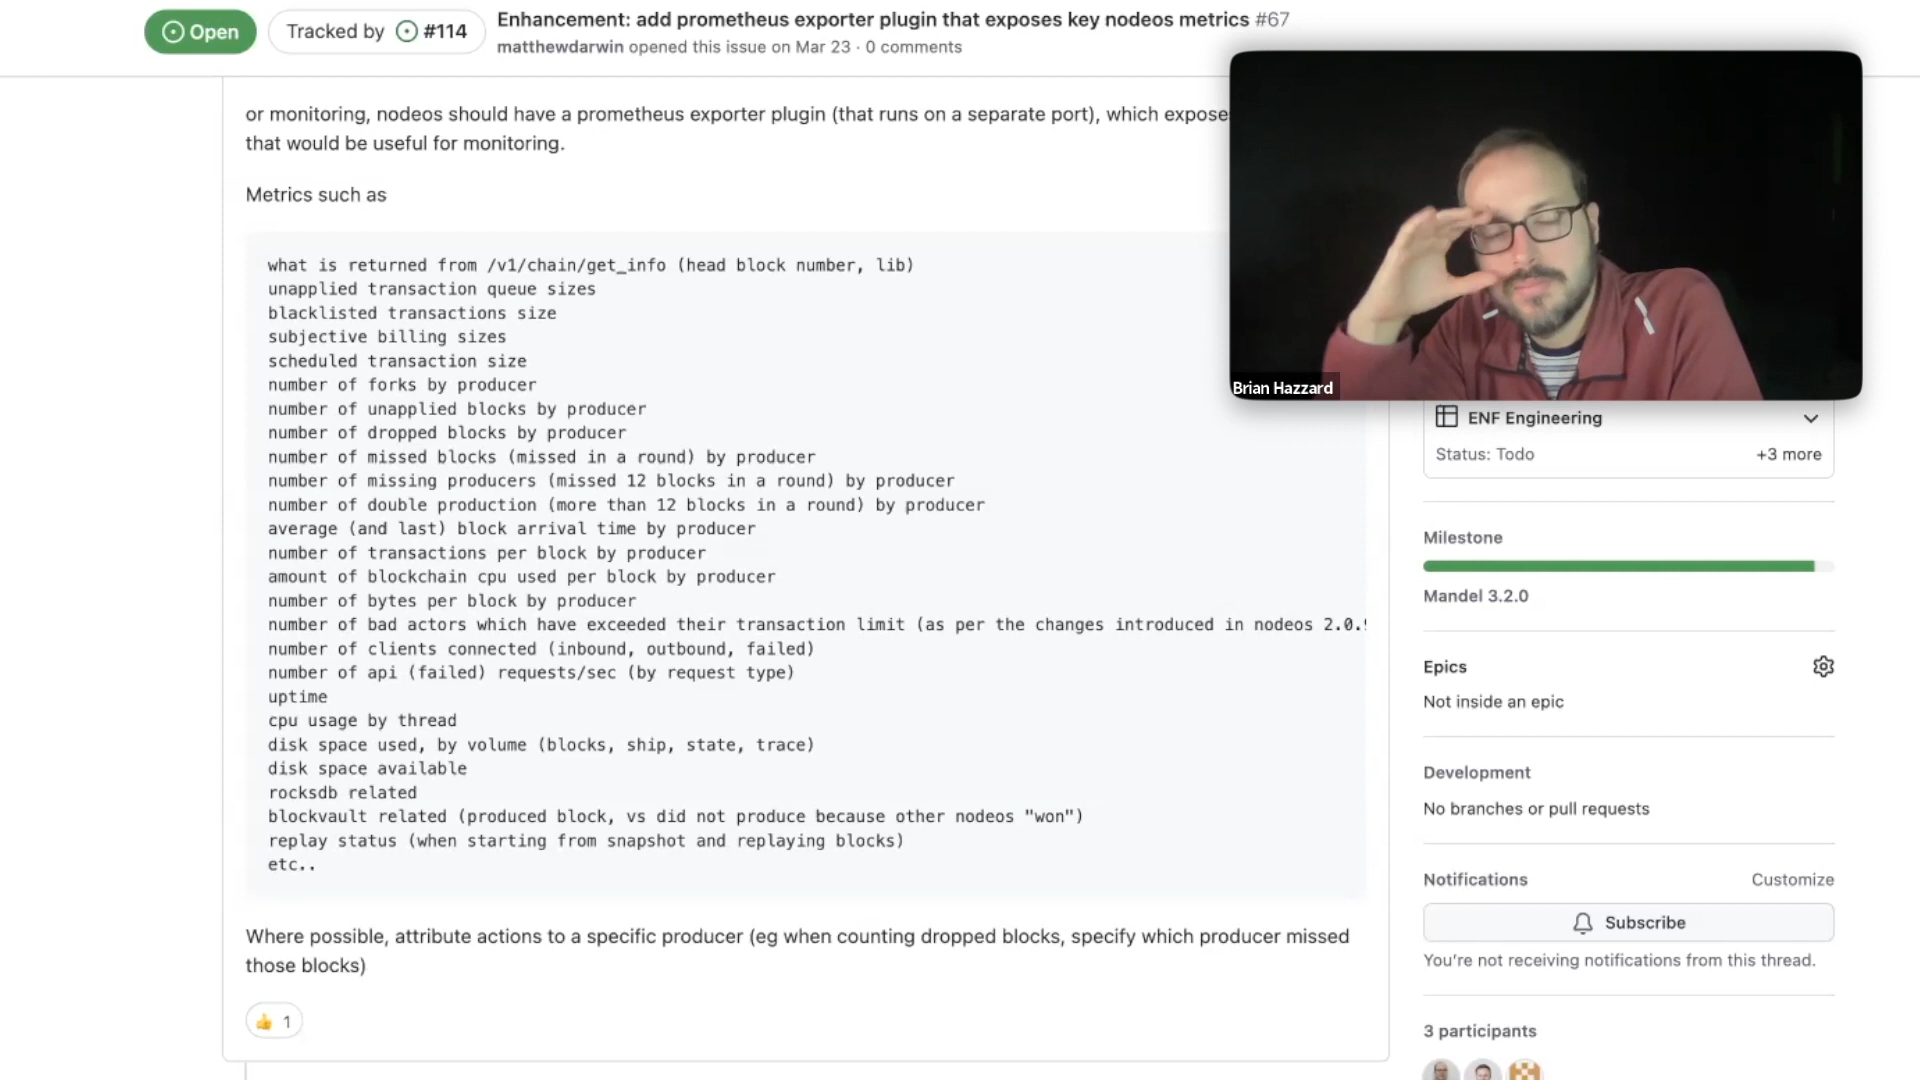 Open
Tracked by #114
Enhancement: add prometheus exporter plugin that exposes key nodeos metrics #67
matthewdarwin opened this issue on Mar 23 · 0 comments
or monitoring, nodeos should have a prometheus exporter plugin (that runs on a separate port), which expose
that would be useful for monitoring.
Metrics such as
what is returned from /v1/chain/get_info (head block number, lib)
unapplied transaction queue sizes
blacklisted transactions size
subjective billing sizes
scheduled transaction size
number of forks by producer
number of unapplied blocks by producer
number of dropped blocks by producer
number of missed blocks (missed in a round) by producer
number of missing producers (missed 12 blocks in a round) by producer
number of double production (more than 12 blocks in a round) by producer
average (and last) block arrival time by producer
number of transactions per block by producer
amount of blockchain cpu used per block by producer
number of bytes per block by producer
number of bad actors which have exceeded their transaction limit (as per the changes introduced in nodeos 2.0.
number of clients connected (inbound, outbound, failed)
number of api (failed) requests/sec (by request type)
uptime
cpu usage by thread
disk space used, by volume (blocks, ship, state, trace)
disk space available
rocksdb related
blockvault related (produced block, vs did not produce because other nodeos "won")
replay status (when starting from snapshot and replaying blocks)
etc..
Where possible, attribute actions to a specific producer (eg when counting dropped blocks, specify which producer missed
those blocks)
👍 1
Brian Hazzard
ENF Engineering
Status: Todo +3 more
Milestone
Mandel 3.2.0
Epics
Not inside an epic
Development
No branches or pull requests
Notifications Customize
Subscribe
You're not receiving notifications from this thread.
3 participants